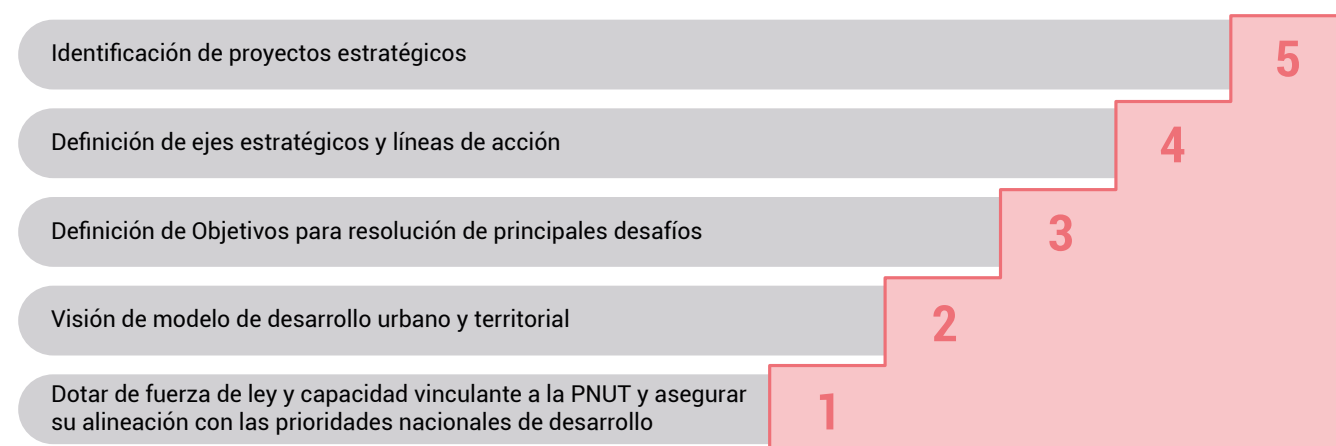 Identificación de proyectos estratégicos
5
Definición de ejes estratégicos y líneas de acción
4
Definición de Objetivos para resolución de principales desafíos
3
Visión de modelo de desarrollo urbano y territorial
2
Dotar de fuerza de ley y capacidad vinculante a la PNUT y asegurar
su alineación con las prioridades nacionales de desarrollo
1